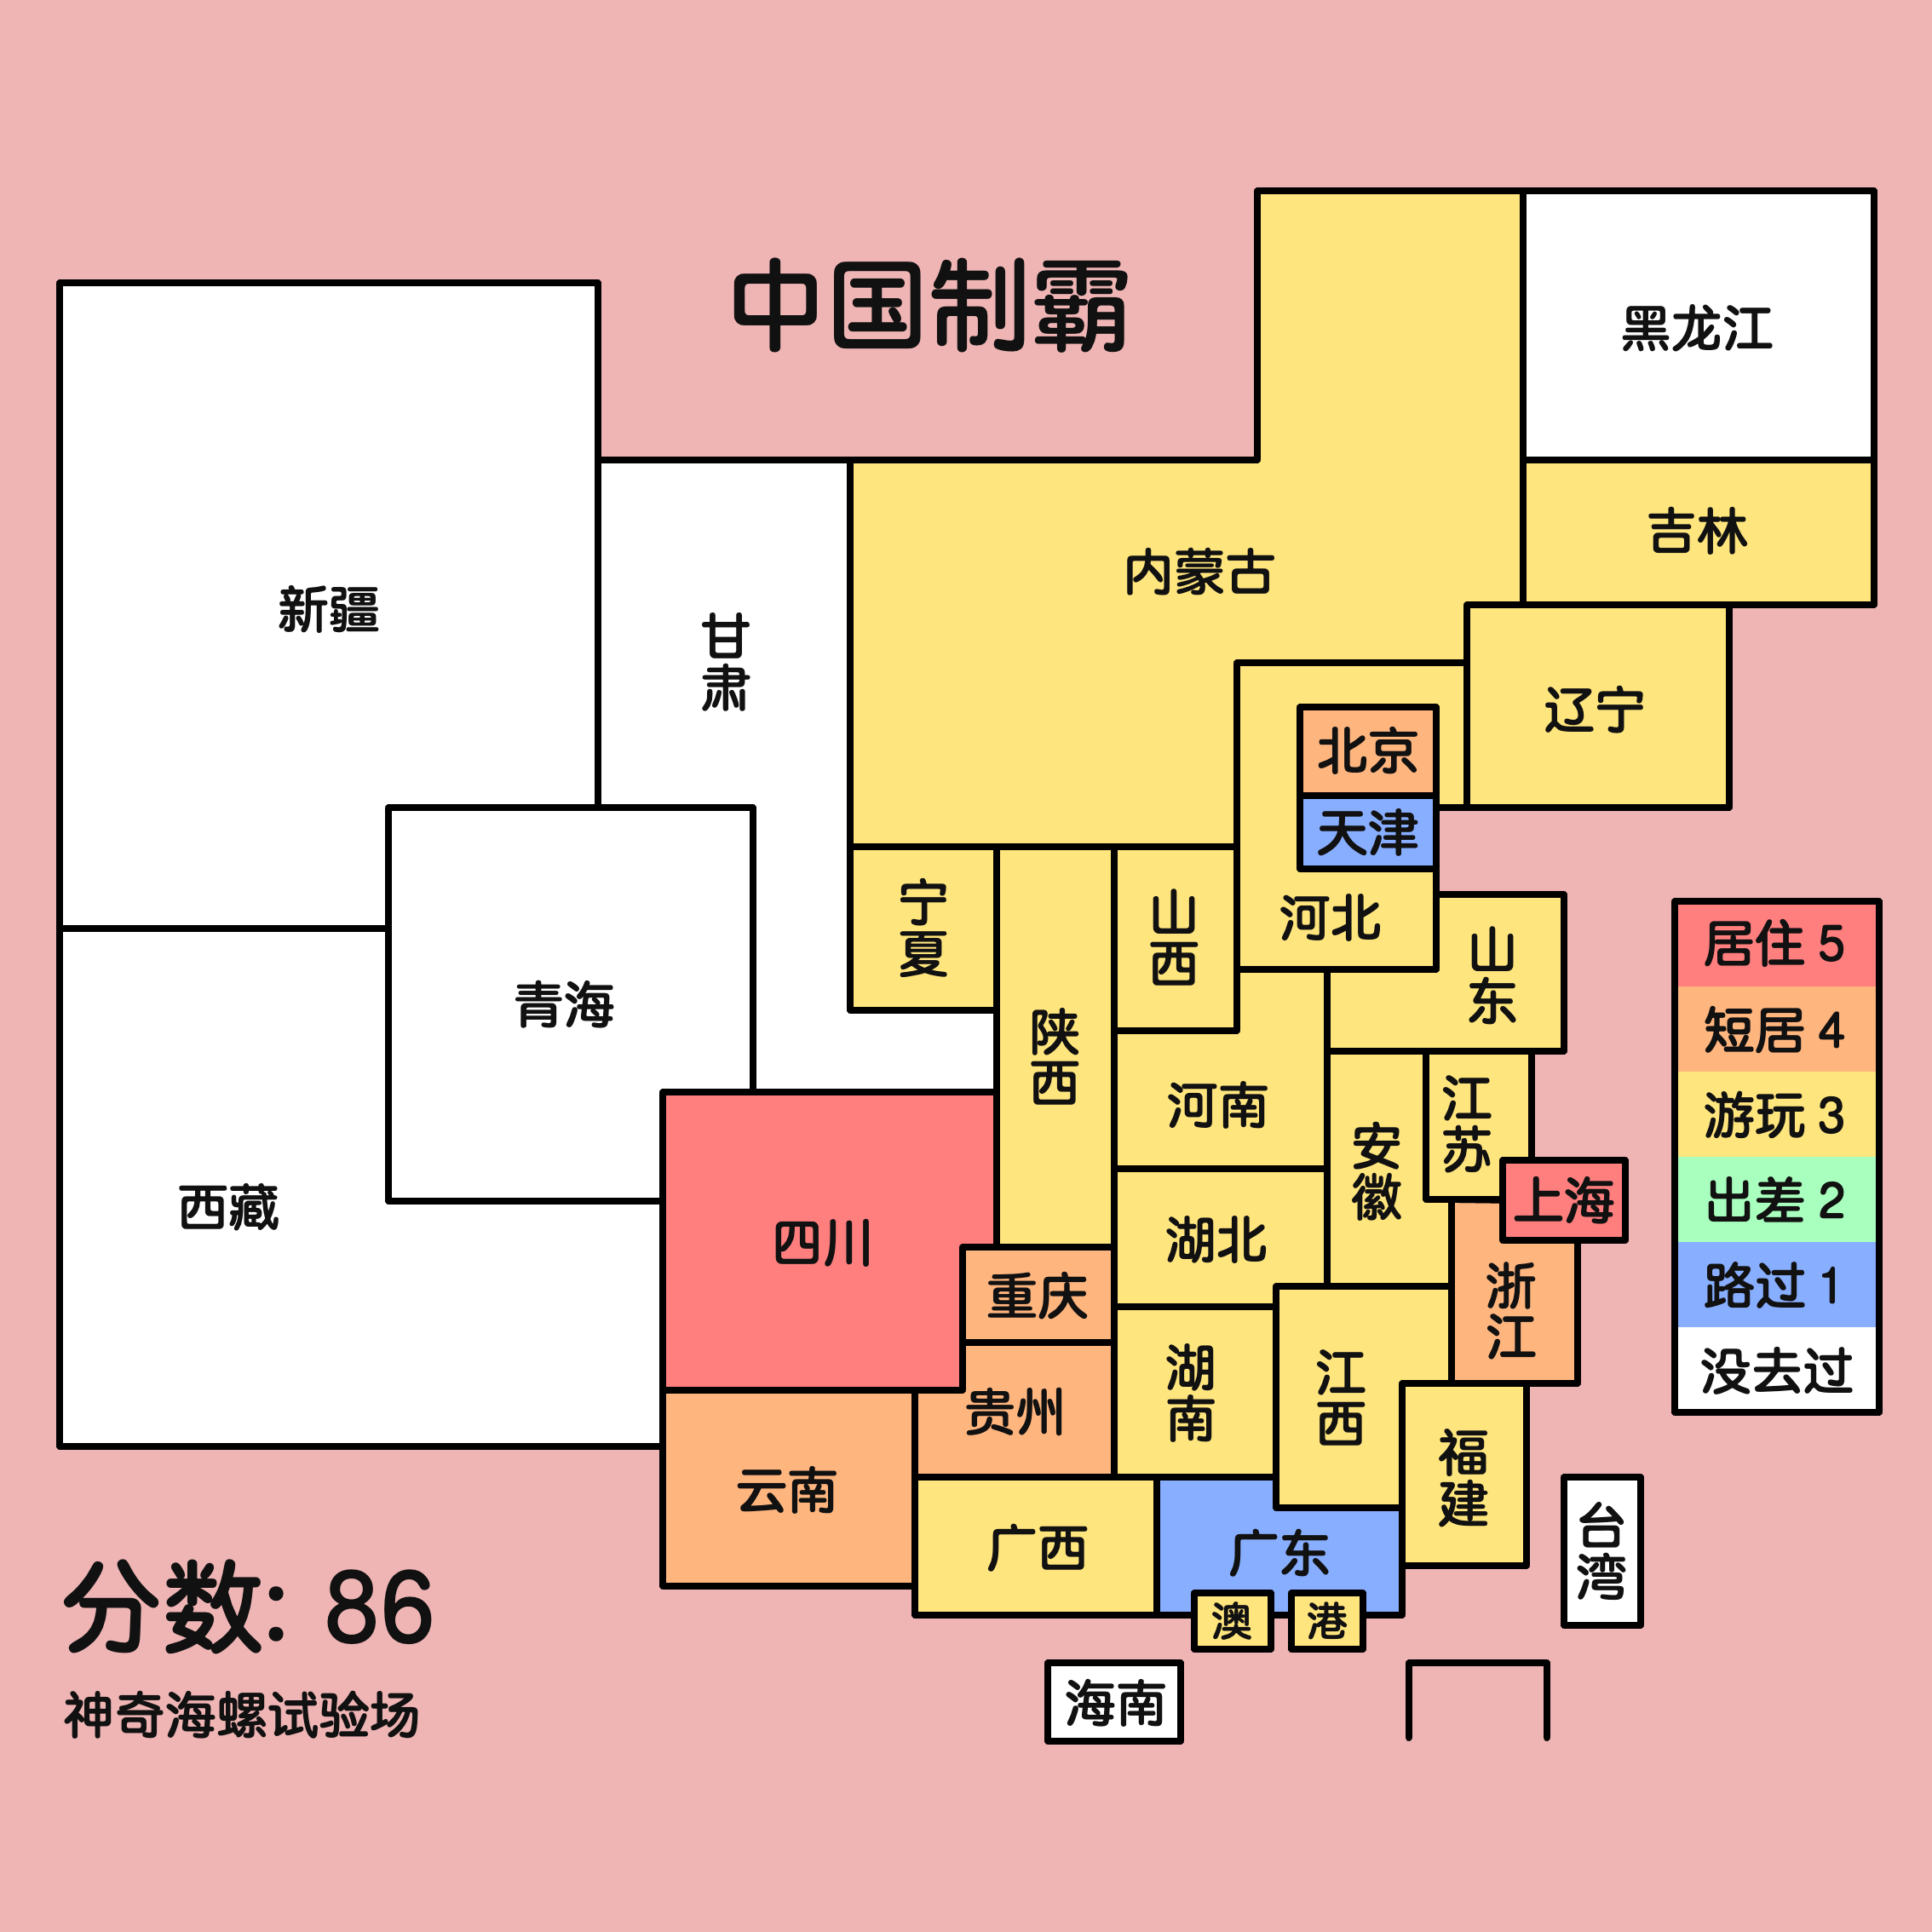 中国制霸
黑龙江
吉林
内蒙古
新疆
甘肃
辽宁
北京
天津
宁夏
山西
河北
山东
青海
陕西
河南
江苏
安徽
上海
西藏
四川
湖北
重庆
浙江
湖南
江西
贵州
福建
云南
广西
广东
台湾
澳
港
海南
居住 5
短居 4
游玩 3
出差 2
路过 1
没去过
分数: 86
神奇海螺试验场